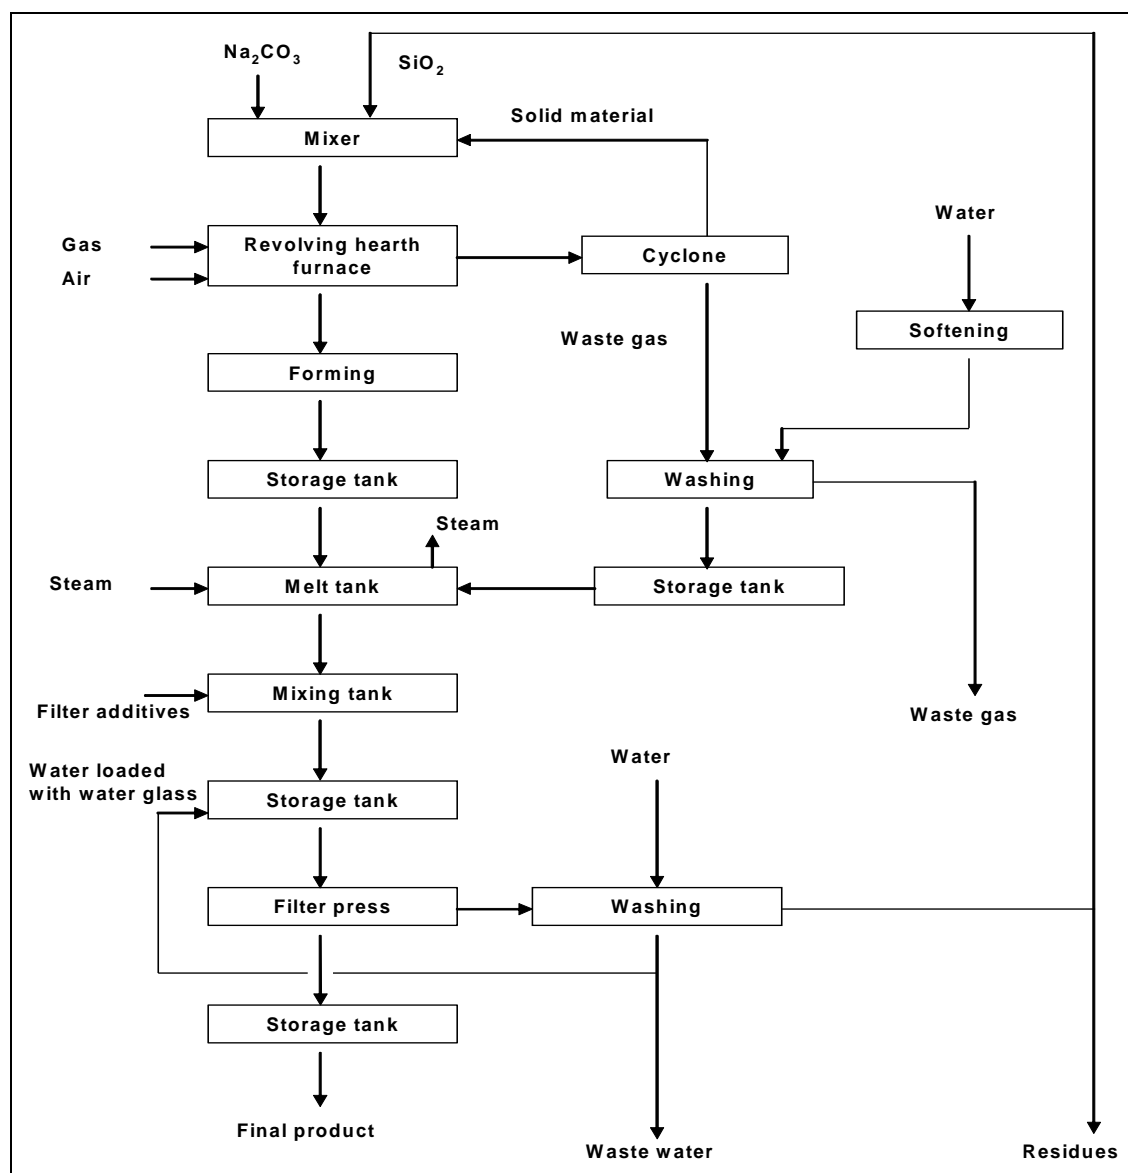 Na2CO3
SiO2
Solid material
Mixer
Water
Gas
Revolving hearth
furnace
Cyclone
Air
Softening
Waste gas
Forming
Storage tank
Washing
Steam
Steam
Melt tank
Storage tank
Mixing tank
Filter additives
Waste gas
Water
Water loaded
with water glass
Storage tank
Filter press
Washing
Storage tank
Final product
Waste water
Residues